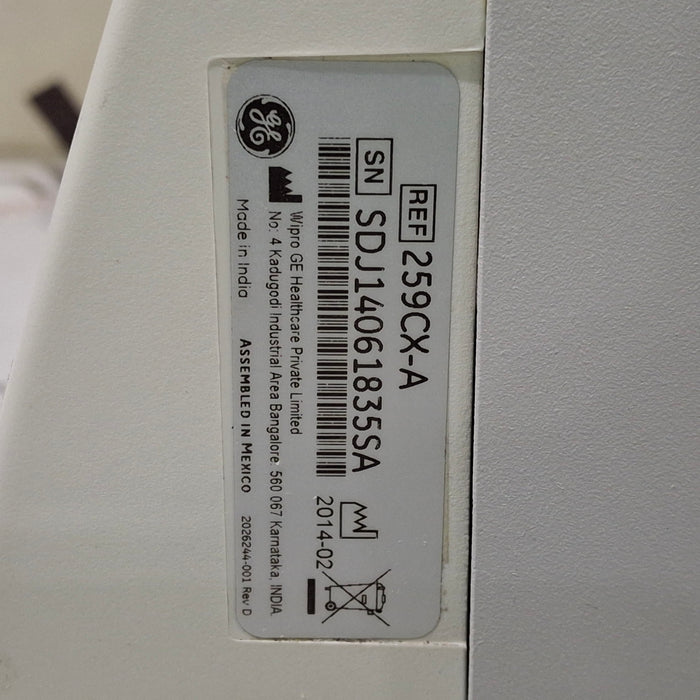 REF 259CX-A
SN SDJ14061835SA
2014-02
Wipro GE Healthcare Private Limited
No: 4 Kadugodi Industrial Area Bangalore. 560 067 Karnataka, INDIA.
GE
Made in India ASSEMBLED IN MEXICO 2026244-001 Rev D